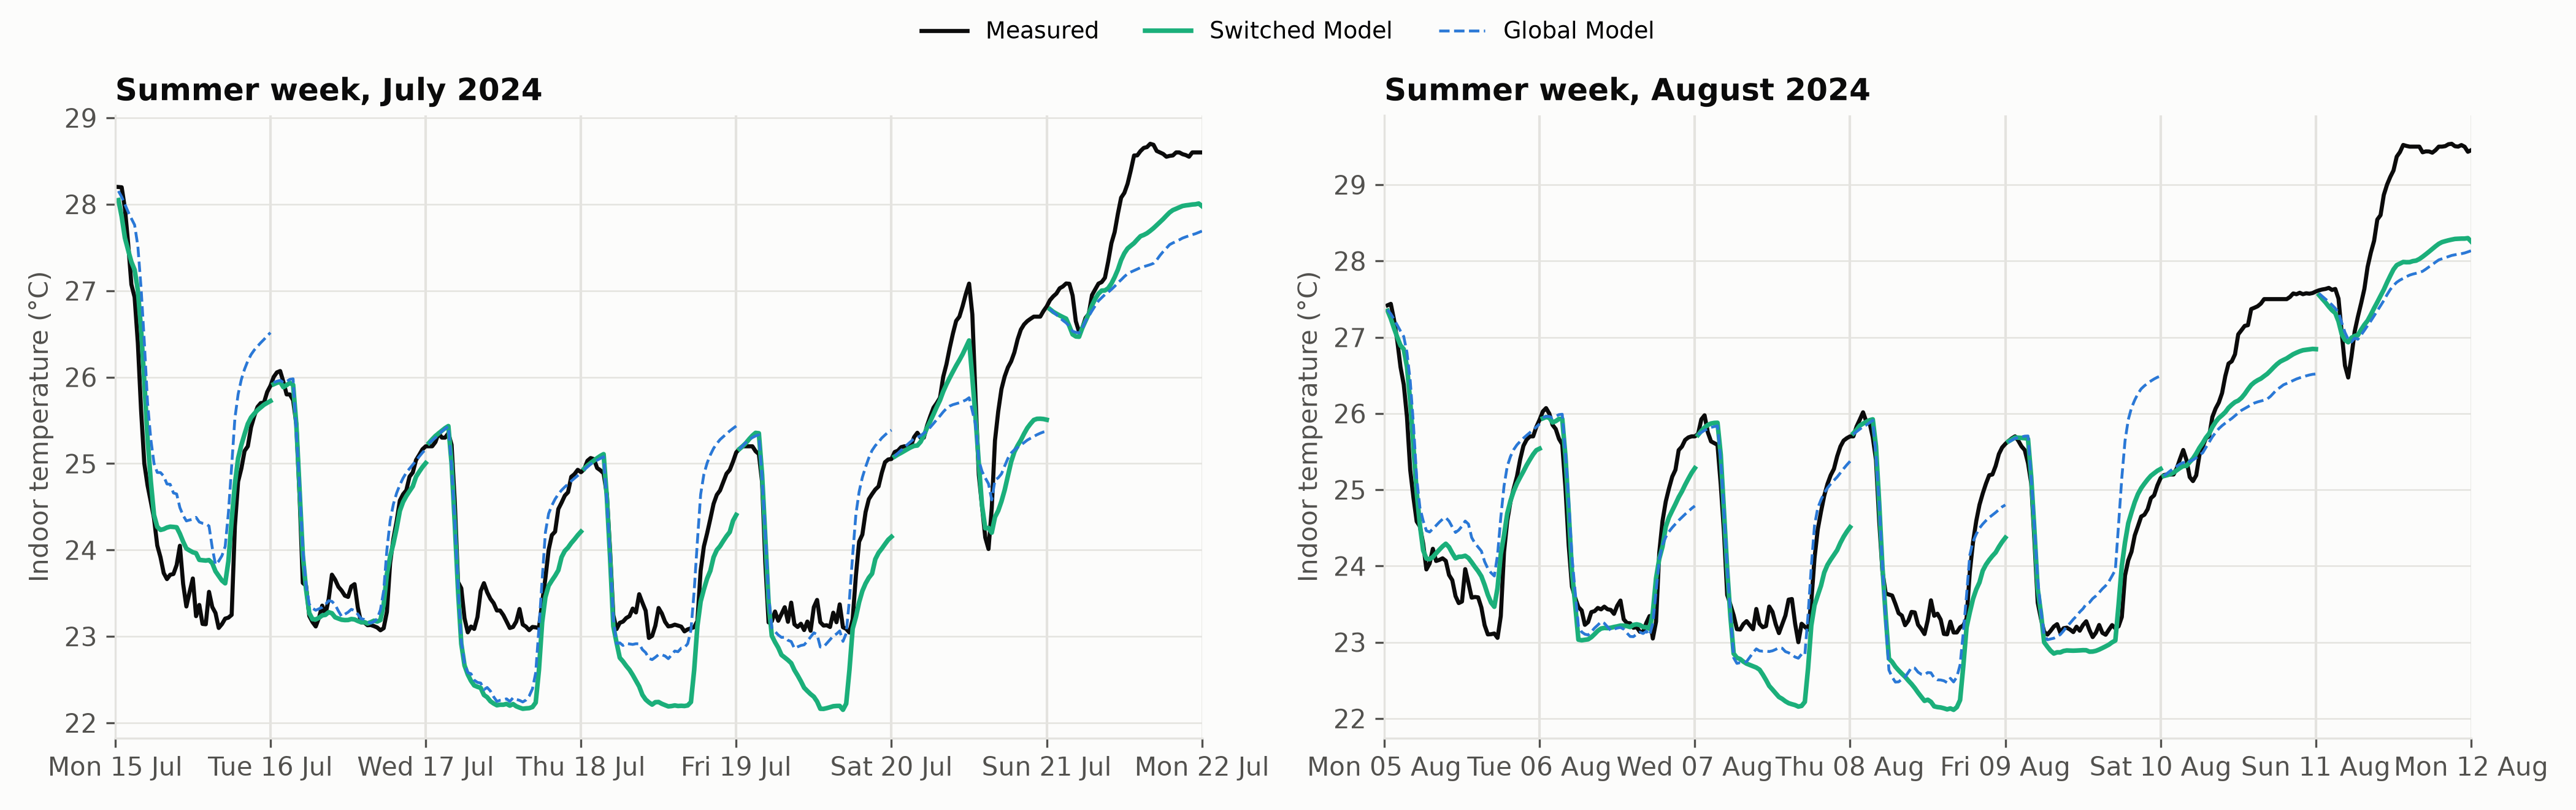 Measured Switched Model Global Model
Summer week, July 2024
Indoor temperature (°C)
29
28
27
26
25
24
23
22
Mon 15 Jul Tue 16 Jul Wed 17 Jul Thu 18 Jul Fri 19 Jul Sat 20 Jul Sun 21 Jul Mon 22 Jul
Summer week, August 2024
Indoor temperature (°C)
29
28
27
26
25
24
23
22
Mon 05 Aug Tue 06 Aug Wed 07 Aug Thu 08 Aug Fri 09 Aug Sat 10 Aug Sun 11 Aug Mon 12 Aug